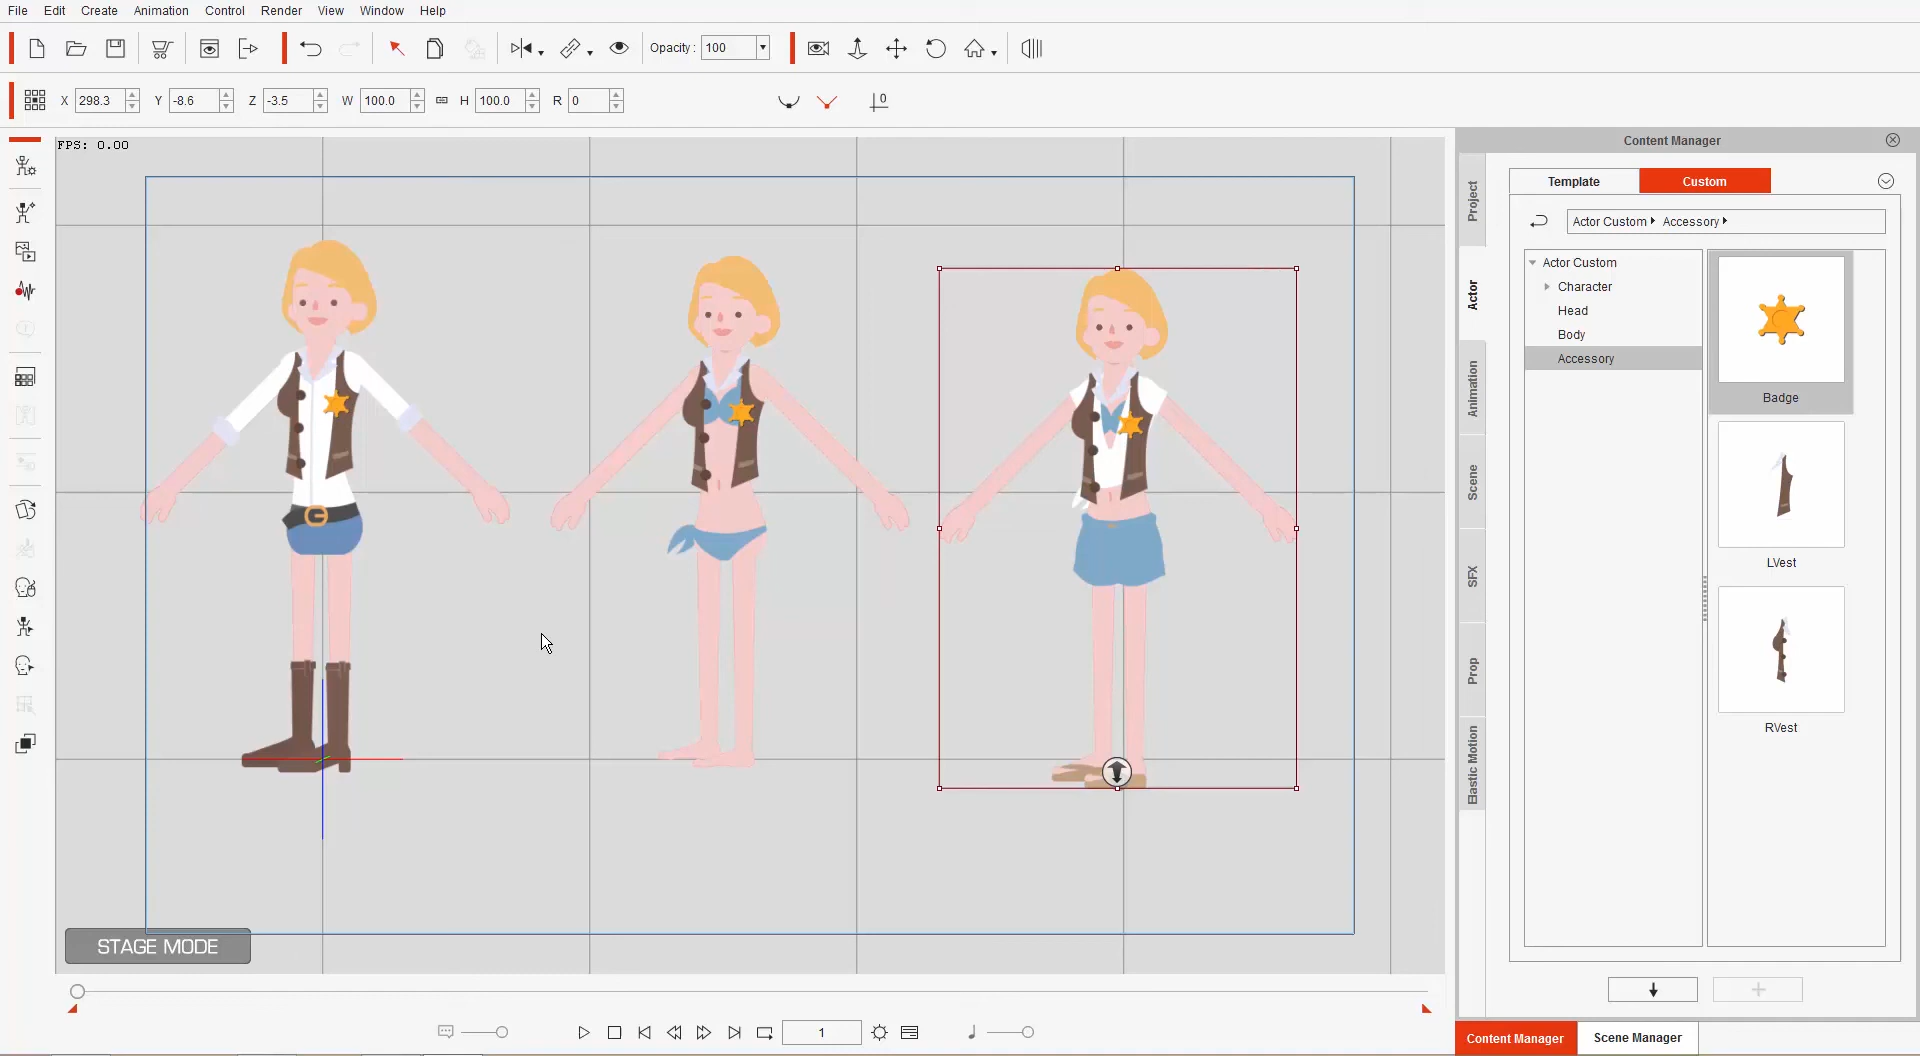 File Edit Create Animation Control Render View Window Help
Opacity : 100
X 298.3 Y -8.6 Z -3.5 W 100.0 H 100.0 R 0
0
FPS: 0.00
Content Manager
Template Custom
Actor Custom Accessory
Actor Custom
Character
Head
Body
Accessory
Badge
LVest
RVest
Project
Actor
Animation
Scene
SFX
Prop
Elastic Motion
STAGE MODE
1
Content Manager Scene Manager